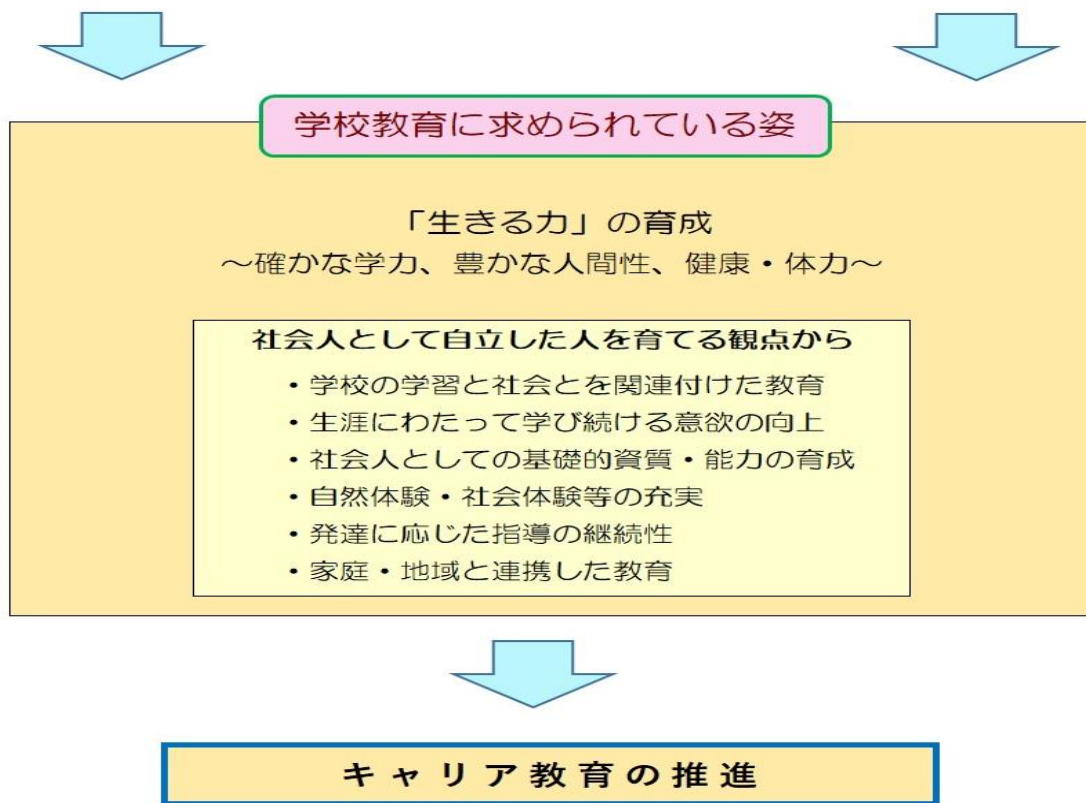 学校教育に求められている姿
「生きる力」の育成
～確かな学力、豊かな人間性、健康・体力～
社会人として自立した人を育てる観点から
・学校の学習と社会とを関連付けた教育
・生涯にわたって学び続ける意欲の向上
・社会人としての基礎的資質・能力の育成
・自然体験・社会体験等の充実
・発達に応じた指導の継続性
・家庭・地域と連携した教育
キャリア教育の推進